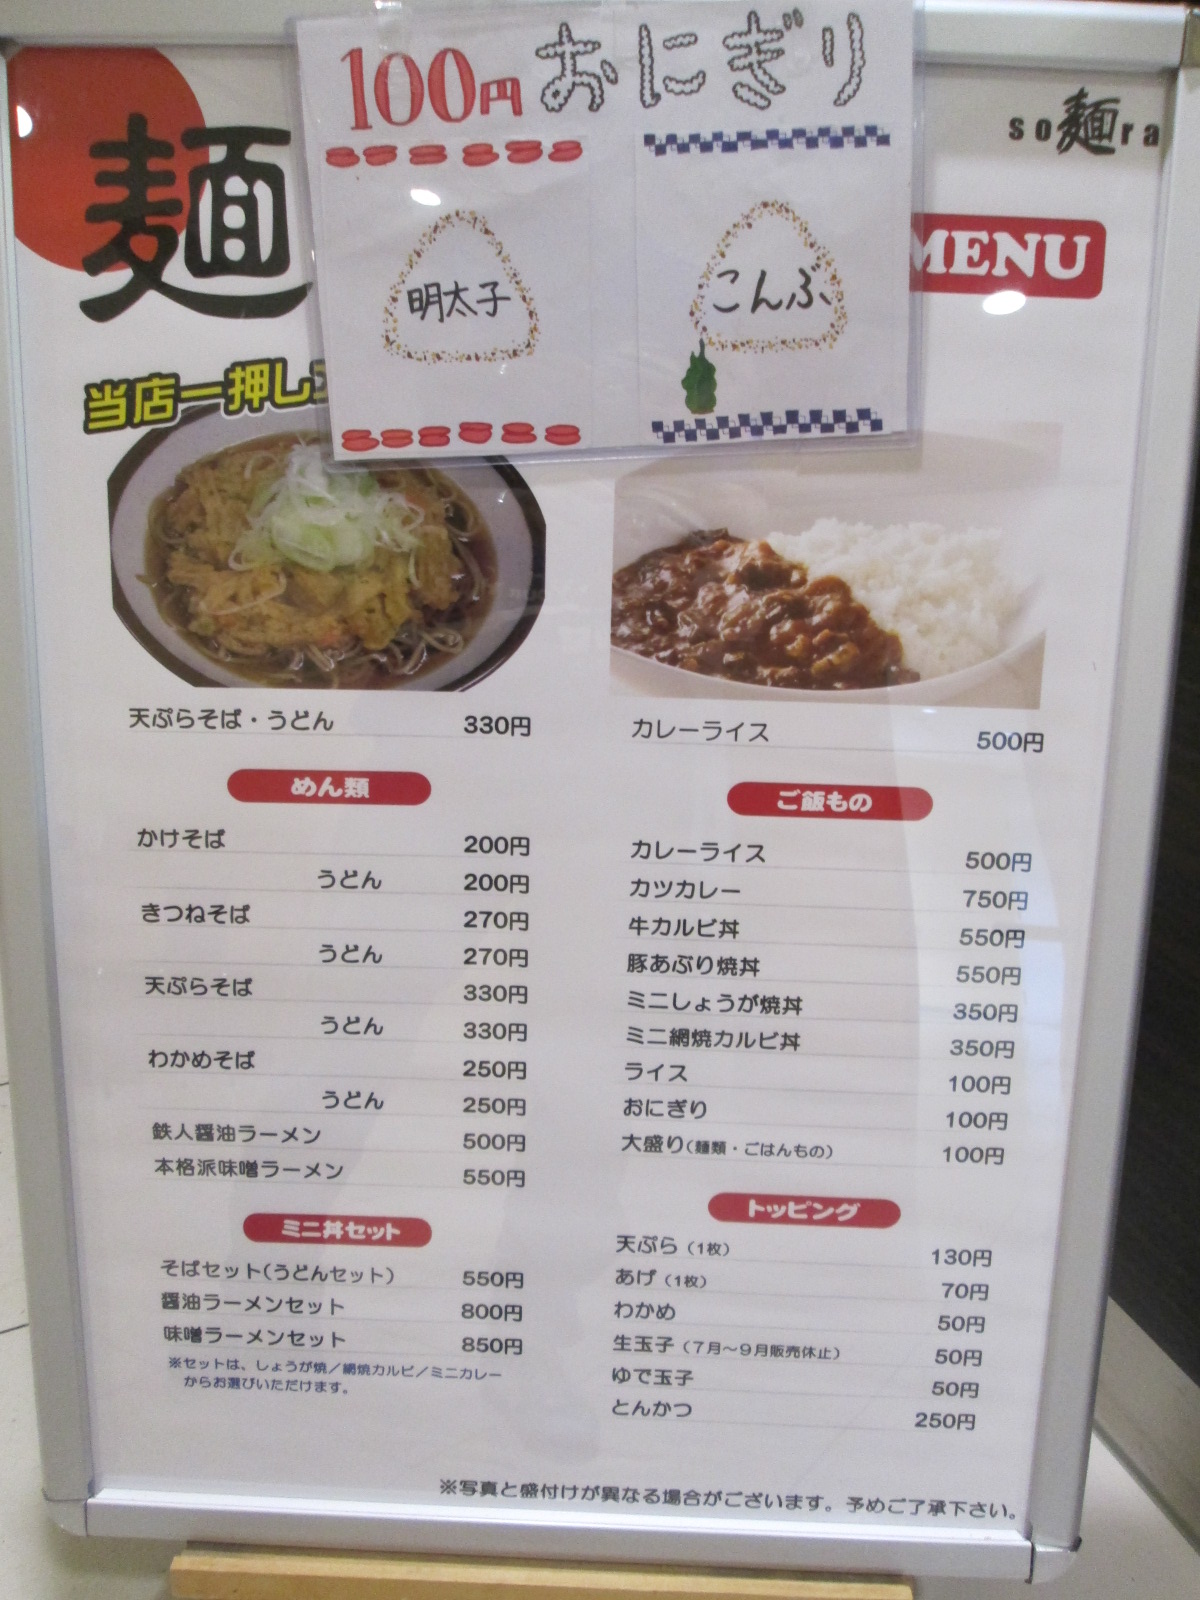 100円 おにぎり
明太子
こんぶ
so麺ra
麺
MENU
当店一押し
天ぷらそば・うどん 330円
カレーライス 500円
めん類
かけそば 200円
うどん 200円
きつねそば 270円
うどん 270円
天ぷらそば 330円
うどん 330円
わかめそば 250円
うどん 250円
鉄人醤油ラーメン 500円
本格派味噌ラーメン 550円
ミニ丼セット
そばセット(うどんセット) 550円
醤油ラーメンセット 800円
味噌ラーメンセット 850円
※セットは、しょうが焼/網焼カルビ/ミニカレー
からお選びいただけます。
ご飯もの
カレーライス 500円
カツカレー 750円
牛カルビ丼 550円
豚あぶり焼丼 550円
ミニしょうが焼丼 350円
ミニ網焼カルビ丼 350円
ライス 100円
おにぎり 100円
大盛り(麺類・ごはんもの) 100円
トッピング
天ぷら(1枚) 130円
あげ(1枚) 70円
わかめ 50円
生玉子(7月~9月販売休止) 50円
ゆで玉子 50円
とんかつ 250円
※写真と盛付けが異なる場合がございます。予めご了承下さい。